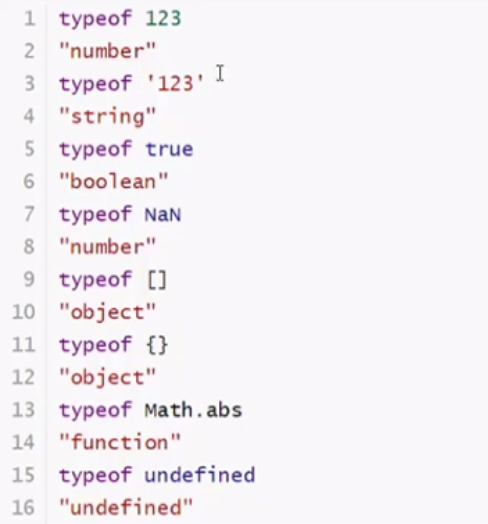 1 typeof 123
2 "number"
3 typeof '123'
4 "string"
5 typeof true
6 "boolean"
7 typeof NaN
8 "number"
9 typeof []
10 "object"
11 typeof {}
12 "object"
13 typeof Math.abs
14 "function"
15 typeof undefined
16 "undefined"